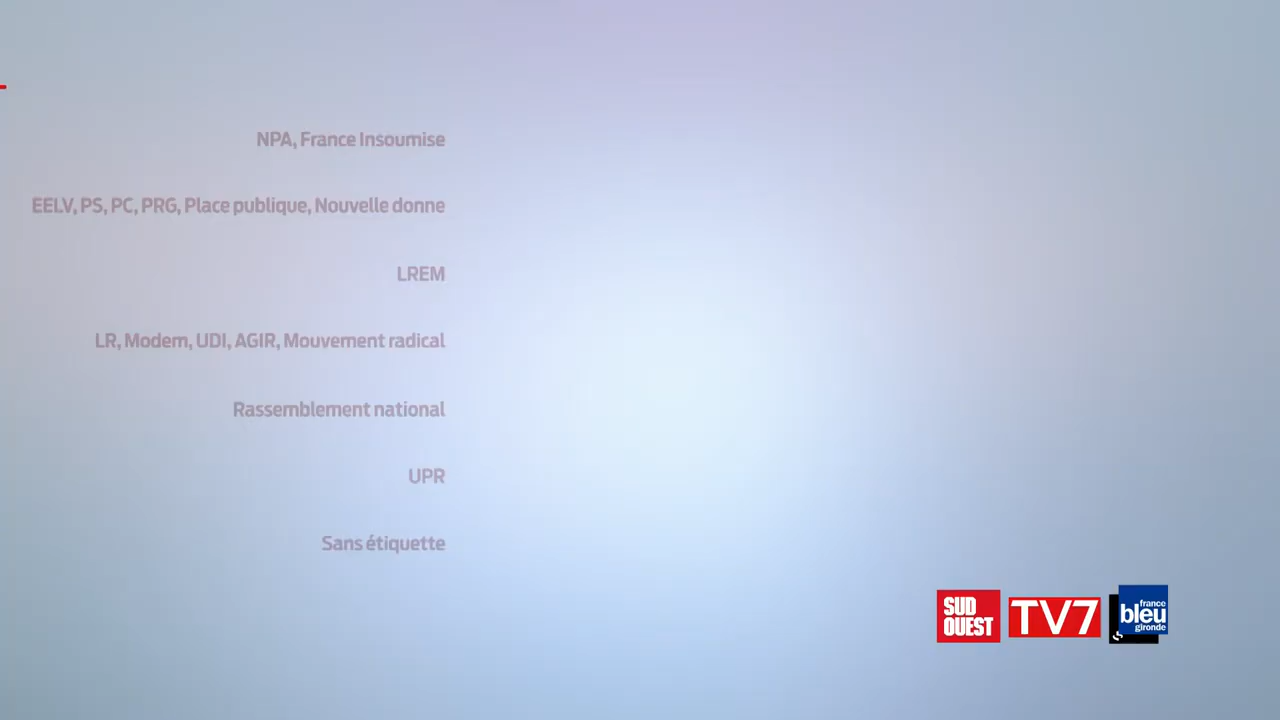 NPA, France Insoumise
EELV, PS, PC, PRG, Place publique, Nouvelle donne
LREM
LR, Modem, UDI, AGIR, Mouvement radical
Rassemblement national
UPR
Sans étiquette
SUD
OUEST
TV7
france
bleu
gironde